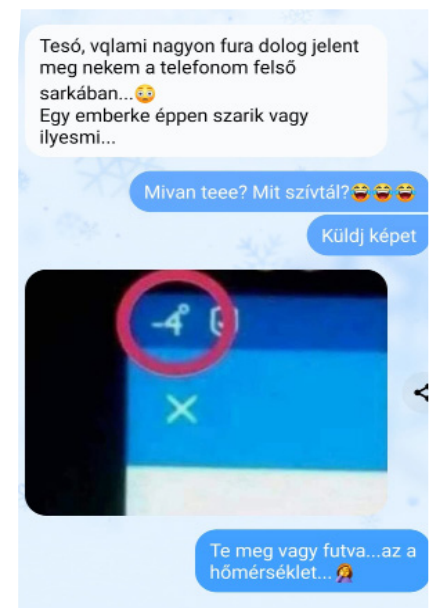 Tesó, vqlami nagyon fura dolog jelent
meg nekem a telefonom felső
sarkában...😳
Egy emberke éppen szarik vagy
ilyesmi...
Mivan teee? Mit szívtál?😂😂😂
Küldj képet
-4°
Te meg vagy futva...az a
hőmérséklet...🤦‍♀️